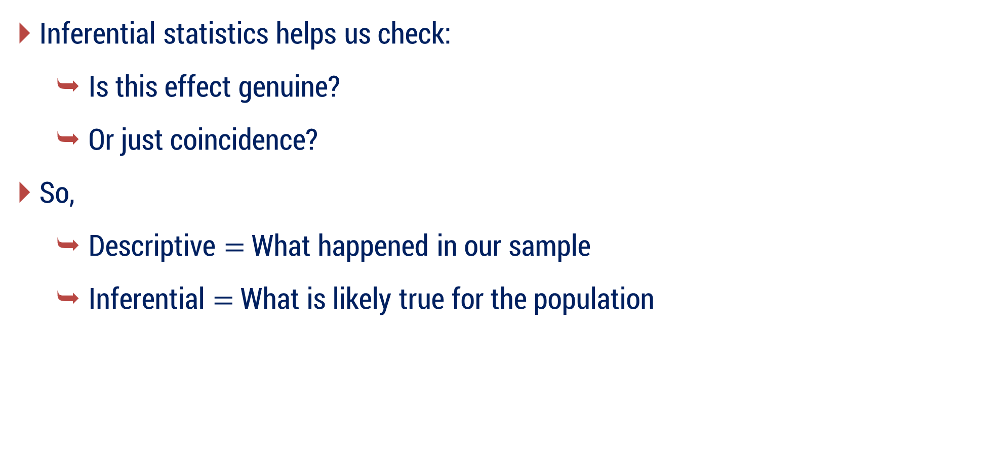 Inferential statistics helps us check:
Is this effect genuine?
Or just coincidence?
So,
Descriptive = What happened in our sample
Inferential = What is likely true for the population